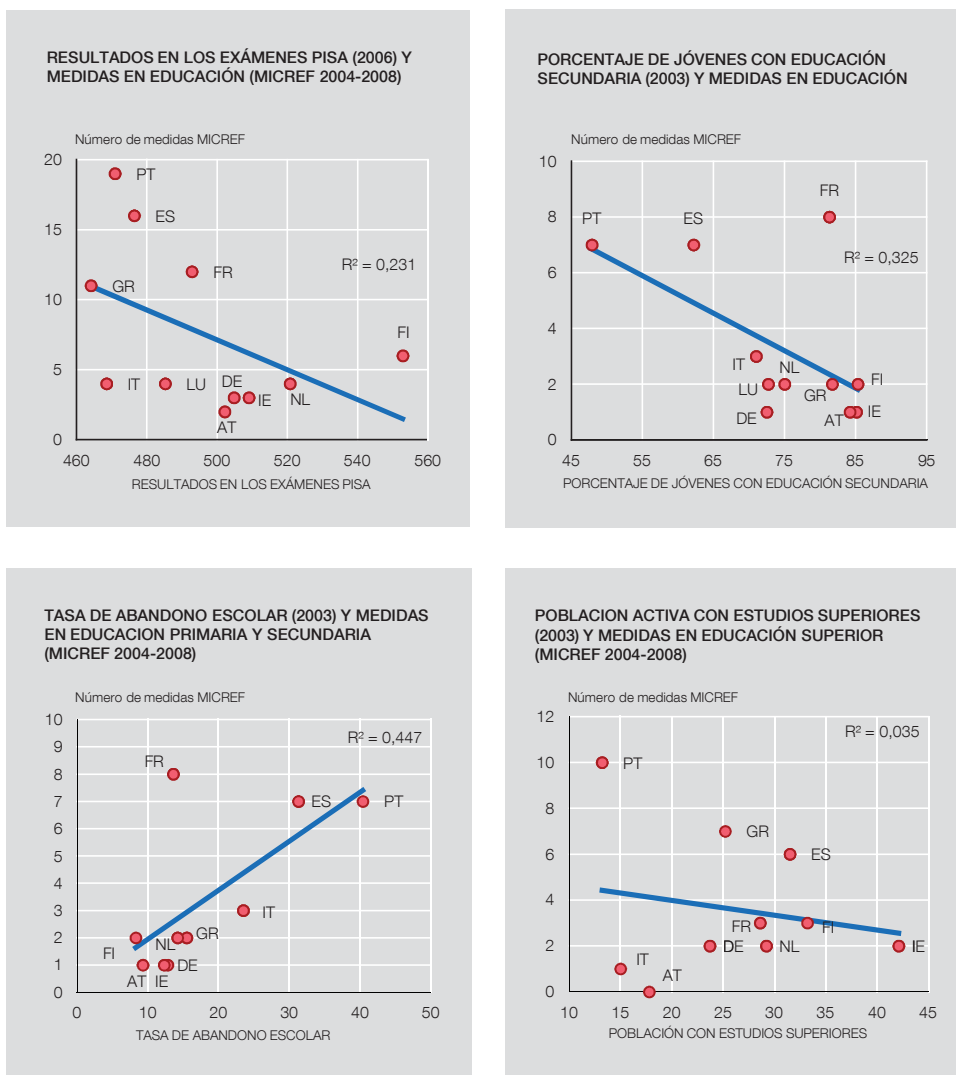 RESULTADOS EN LOS EXÁMENES PISA (2006) Y
MEDIDAS EN EDUCACIÓN (MICREF 2004-2008)
Número de medidas MICREF
20
15
10
5
0
PT
ES
FR
R² = 0,231
GR
FI
IT
LU
DE
IE
NL
AT
460
480
500
520
540
560
RESULTADOS EN LOS EXÁMENES PISA
PORCENTAJE DE JÓVENES CON EDUCACIÓN
SECUNDARIA (2003) Y MEDIDAS EN EDUCACIÓN
Número de medidas MICREF
10
8
6
4
2
0
FR
PT
ES
R² = 0,325
IT
NL
LU
FI
GR
DE
AT
IE
45
55
65
75
85
95
PORCENTAJE DE JÓVENES CON EDUCACIÓN SECUNDARIA
TASA DE ABANDONO ESCOLAR (2003) Y MEDIDAS
EN EDUCACION PRIMARIA Y SECUNDARIA
(MICREF 2004-2008)
Número de medidas MICREF
10
9
8
7
6
5
4
3
2
1
0
R² = 0,447
FR
ES
PT
IT
GR
NL
FI
DE
AT
IE
0
10
20
30
40
50
TASA DE ABANDONO ESCOLAR
POBLACION ACTIVA CON ESTUDIOS SUPERIORES
(2003) Y MEDIDAS EN EDUCACIÓN SUPERIOR
(MICREF 2004-2008)
Número de medidas MICREF
12
10
8
6
4
2
0
R² = 0,035
PT
GR
ES
FR
FI
DE
NL
IE
IT
AT
10
15
20
25
30
35
40
45
POBLACIÓN CON ESTUDIOS SUPERIORES